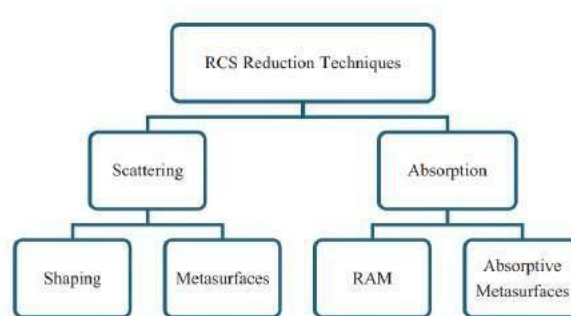 RCS Reduction Techniques
Scattering
Absorption
Shaping
Metasurfaces
RAM
Absorptive
Metasurfaces